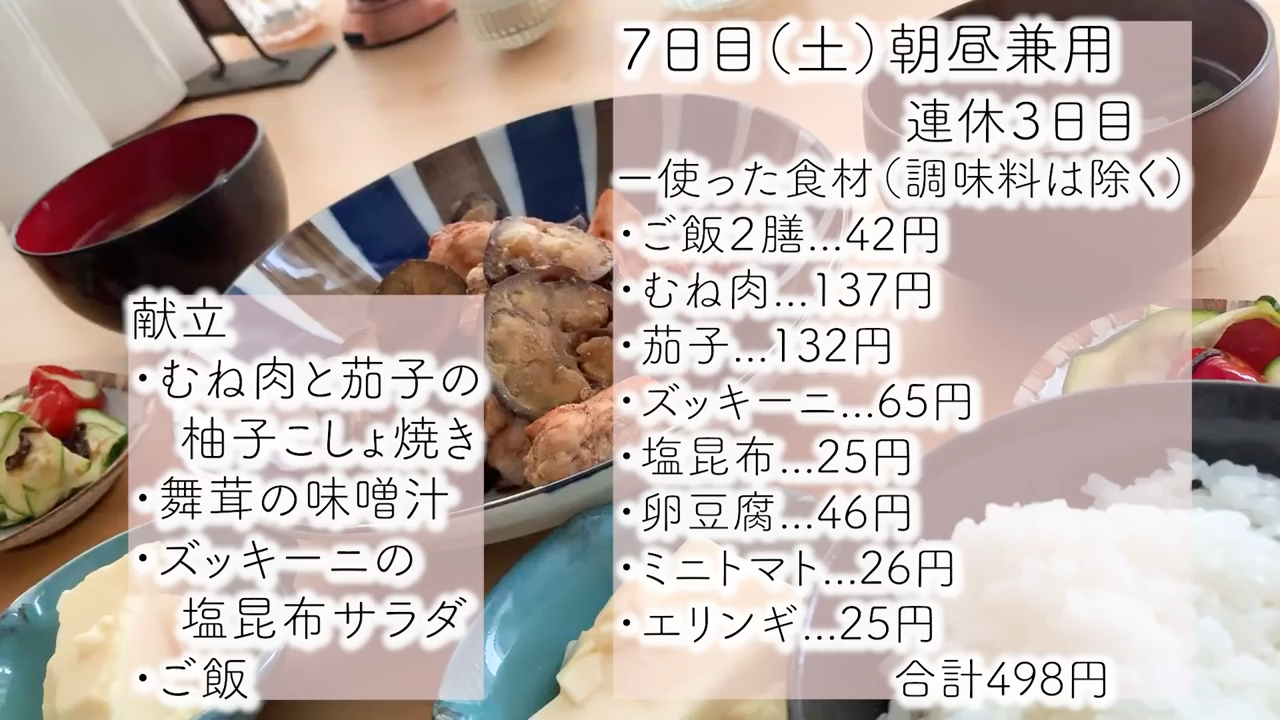 7日目(土)朝昼兼用
連休3日目
ー使った食材(調味料は除く)
・ご飯2膳...42円
・むね肉...137円
・茄子...132円
・ズッキーニ...65円
・塩昆布...25円
・卵豆腐...46円
・ミニトマト...26円
・エリンギ...25円
合計498円
献立
・むね肉と茄子の
柚子こしょ焼き
・舞茸の味噌汁
・ズッキーニの
塩昆布サラダ
・ご飯